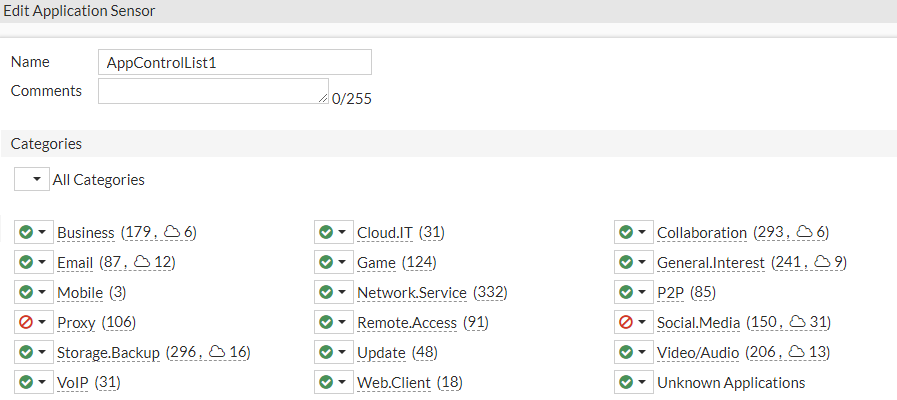 Edit Application Sensor
Name AppControlList1
Comments 0/255
Categories
All Categories
Business (179, 6) Cloud.IT (31) Collaboration (293, 6)
Email (87, 12) Game (124) General.Interest (241, 9)
Mobile (3) Network.Service (332) P2P (85)
Proxy (106) Remote.Access (91) Social.Media (150, 31)
Storage.Backup (296, 16) Update (48) Video/Audio (206, 13)
VoIP (31) Web.Client (18) Unknown Applications